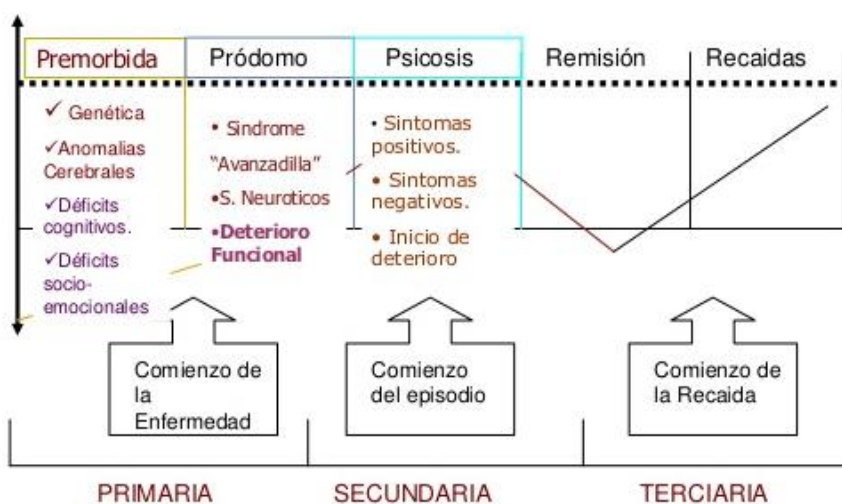 Premorbida
Pródomo
Psicosis
Remisión
Recaidas
✓ Genética
✓Anomalias
Cerebrales
✓Déficits
cognitivos.
✓Déficits
socio-
emocionales
• Sindrome
"Avanzadilla"
•S. Neuroticos
•Deterioro
Funcional
• Sintomas
positivos.
• Sintomas
negativos.
• Inicio de
deterioro
Comienzo de
la
Enfermedad
Comienzo
del episodio
Comienzo de
la Recaida
PRIMARIA
SECUNDARIA
TERCIARIA